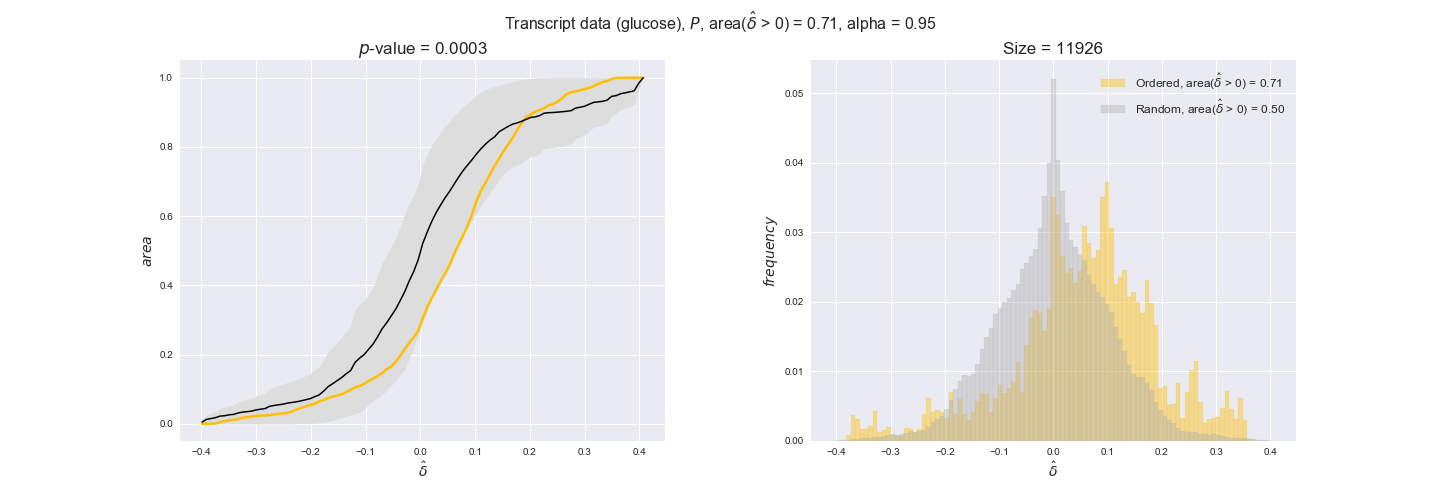 Transcript data (glucose), P, area(δ̂ > 0) = 0.71, alpha = 0.95
p-value = 0.0003
1.0
0.8
0.6
0.4
0.2
0.0
area
−0.4 −0.3 −0.2 −0.1 0.0 0.1 0.2 0.3 0.4
δ̂
Size = 11926
Ordered, area(δ̂ > 0) = 0.71
Random, area(δ̂ > 0) = 0.50
0.05
0.04
0.03
0.02
0.01
0.00
frequency
−0.4 −0.3 −0.2 −0.1 0.0 0.1 0.2 0.3 0.4
δ̂